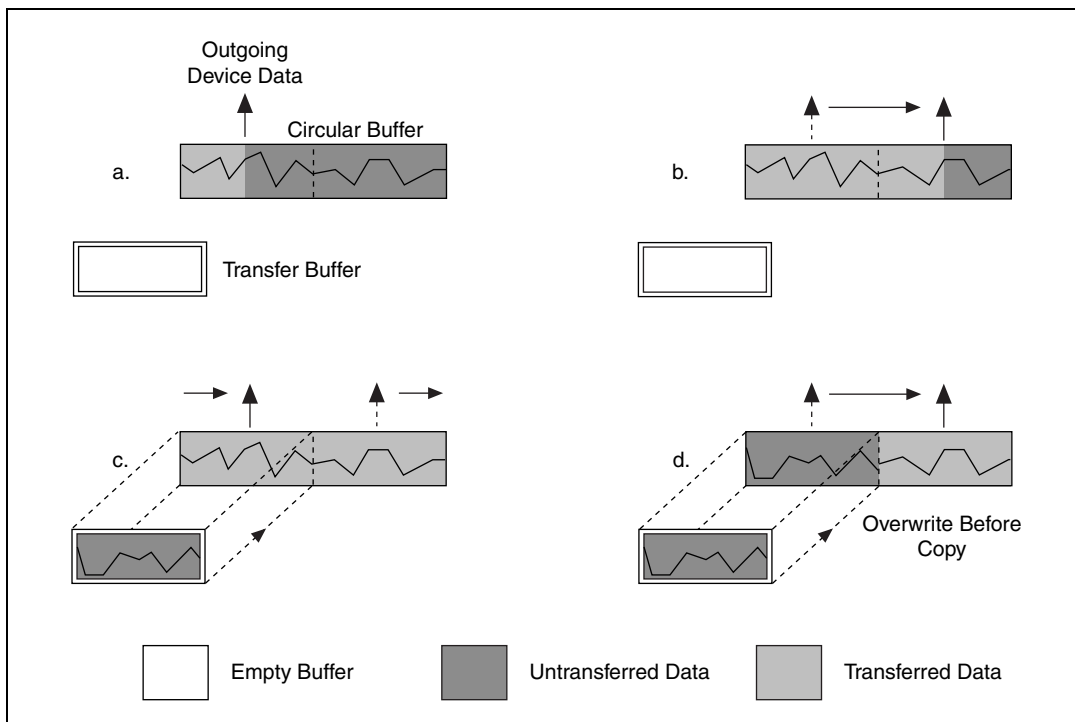 Outgoing
Device Data
Circular Buffer
a.
b.
Transfer Buffer
c.
d.
Overwrite Before
Copy
Empty Buffer
Untransferred Data
Transferred Data